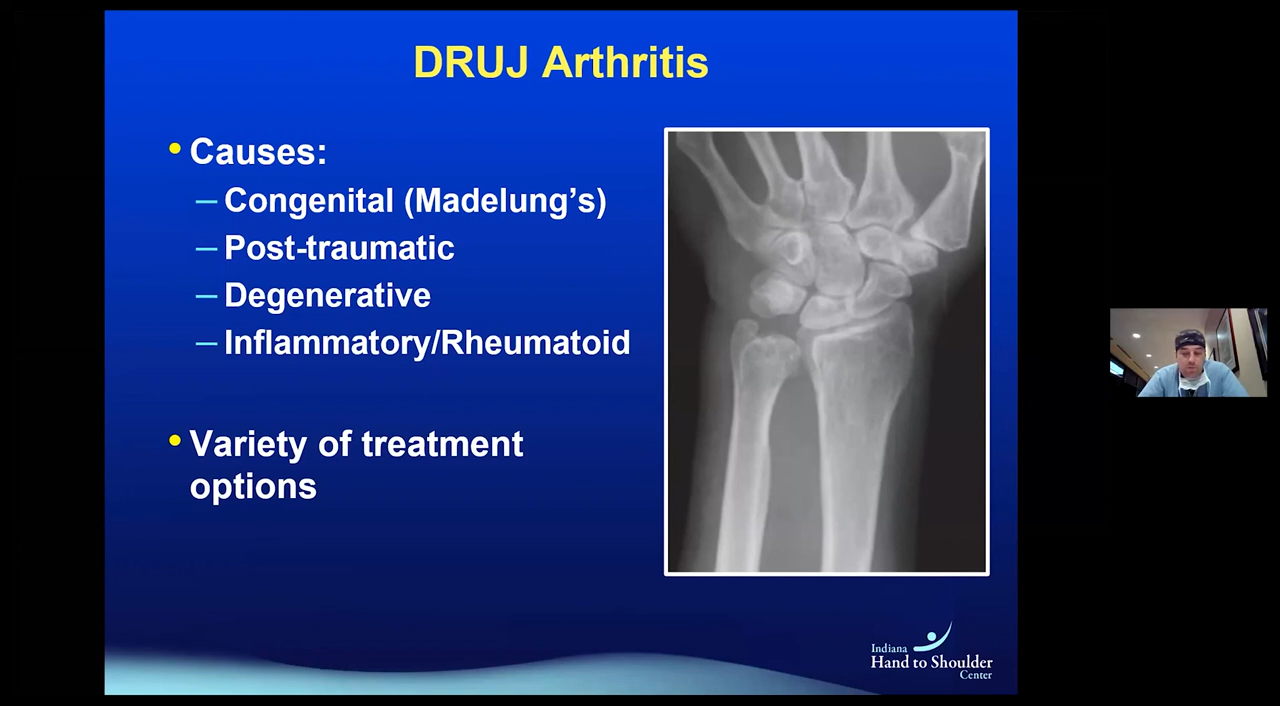 DRUJ Arthritis
• Causes:
– Congenital (Madelung’s)
– Post-traumatic
– Degenerative
– Inflammatory/Rheumatoid
• Variety of treatment
options
Indiana
Hand to Shoulder
Center